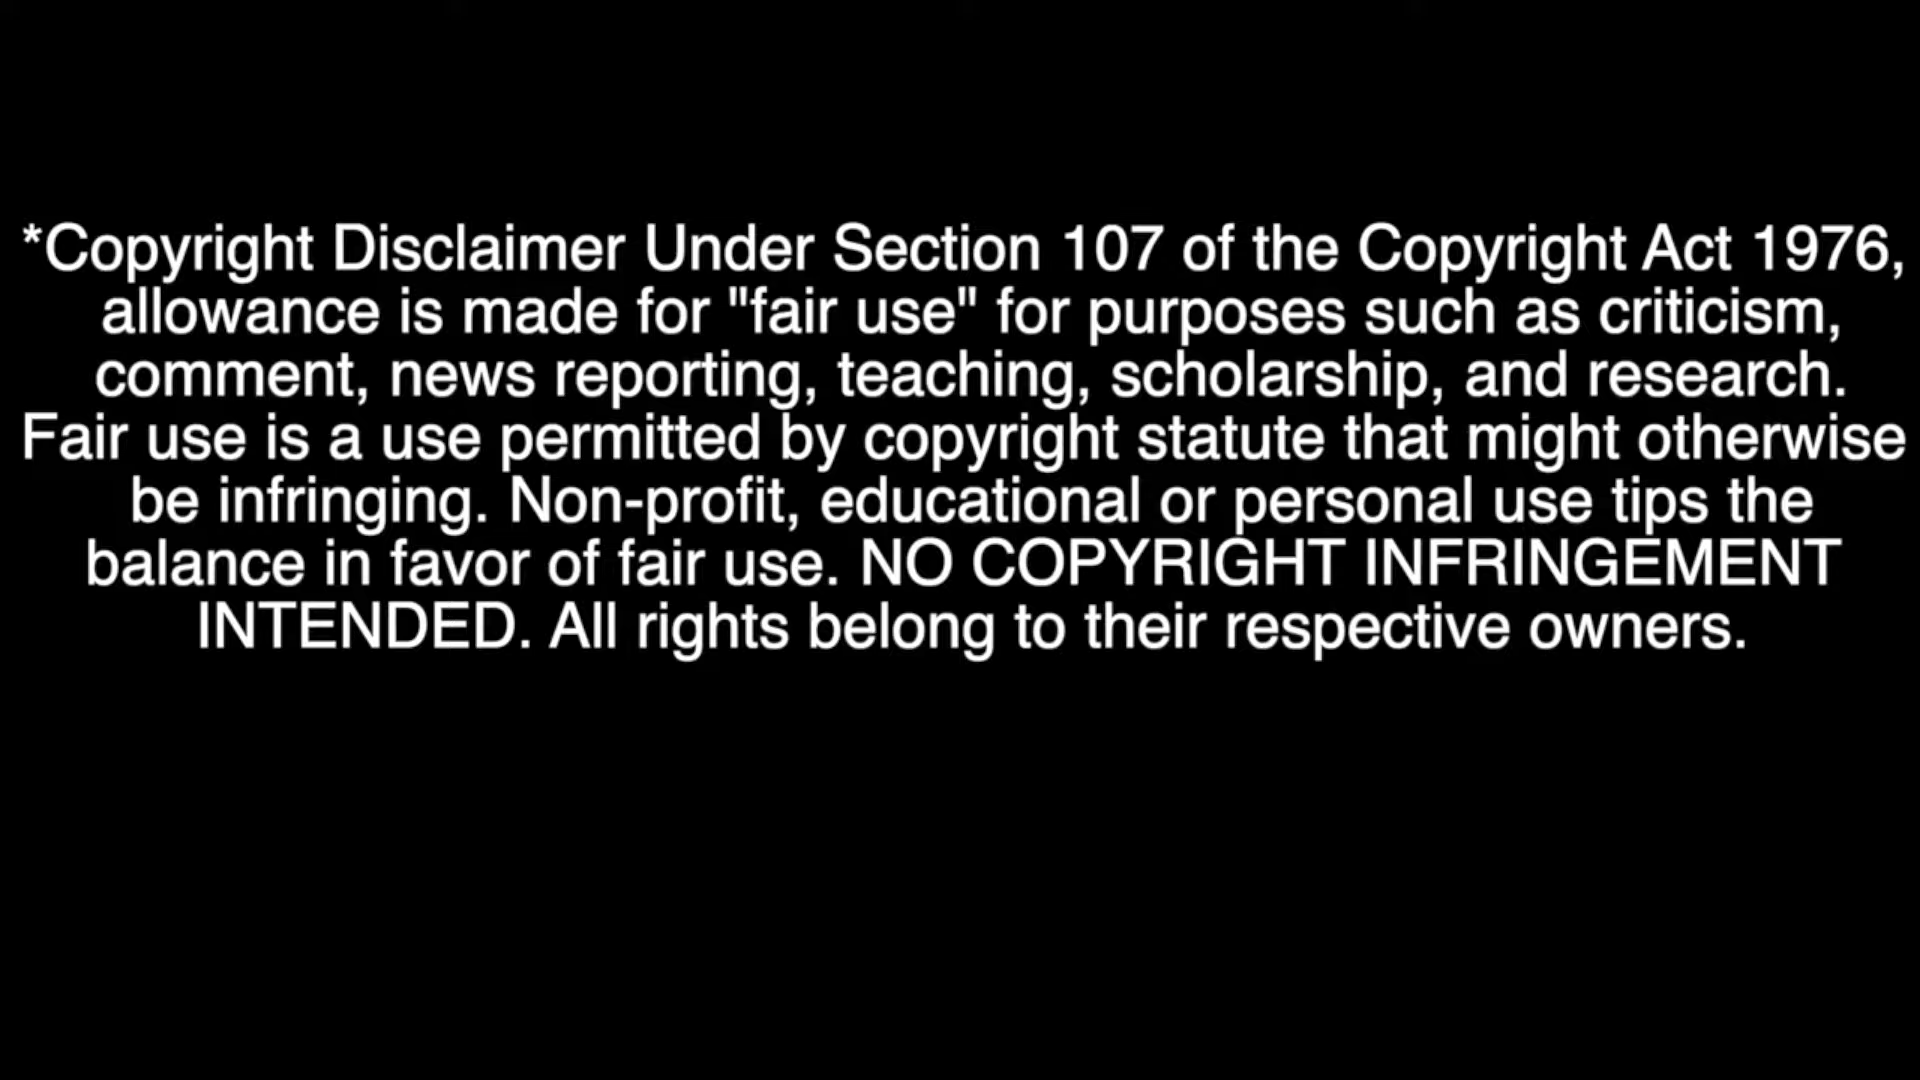 *Copyright Disclaimer Under Section 107 of the Copyright Act 1976,
allowance is made for "fair use" for purposes such as criticism,
comment, news reporting, teaching, scholarship, and research.
Fair use is a use permitted by copyright statute that might otherwise
be infringing. Non-profit, educational or personal use tips the
balance in favor of fair use. NO COPYRIGHT INFRINGEMENT
INTENDED. All rights belong to their respective owners.